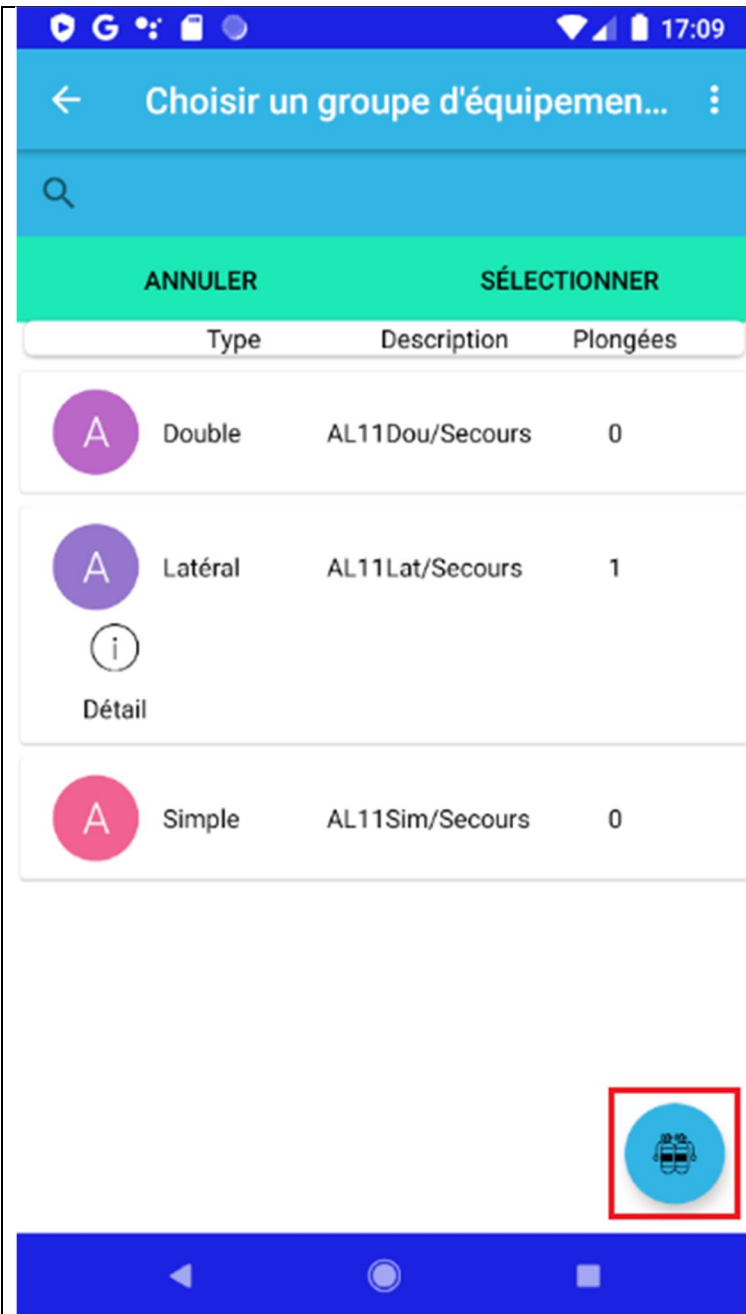 17:09
Choisir un groupe d'équipemen...
ANNULER SÉLECTIONNER
Type Description Plongées
A Double AL11Dou/Secours 0
A Latéral AL11Lat/Secours 1
i
Détail
A Simple AL11Sim/Secours 0